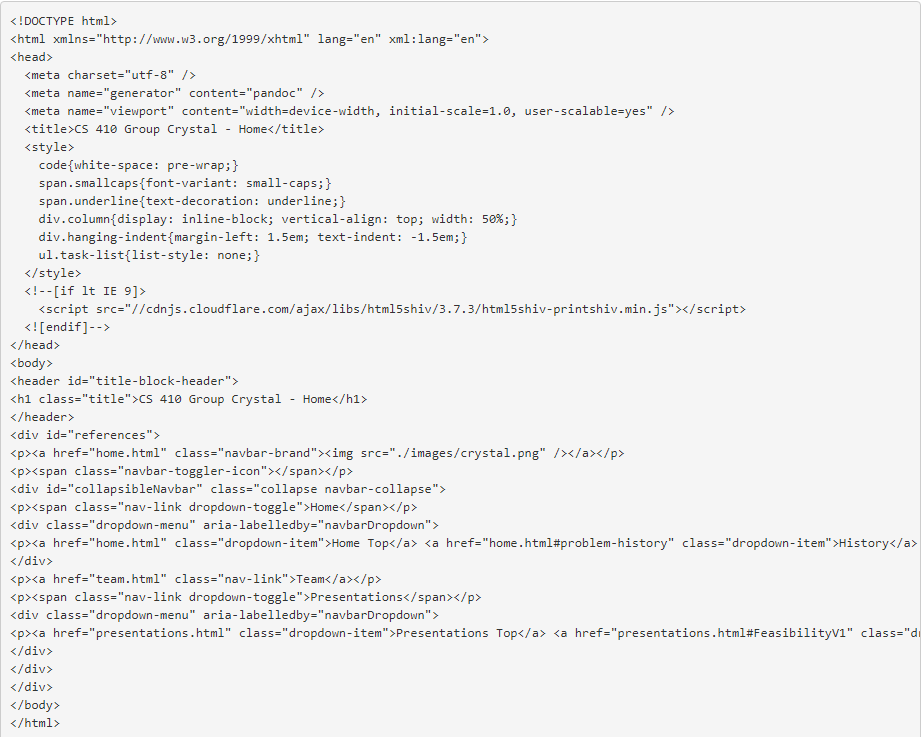 <!DOCTYPE html>
<html xmlns="http://www.w3.org/1999/xhtml" lang="en" xml:lang="en">
<head>
  <meta charset="utf-8" />
  <meta name="generator" content="pandoc" />
  <meta name="viewport" content="width=device-width, initial-scale=1.0, user-scalable=yes" />
  <title>CS 410 Group Crystal - Home</title>
  <style>
    code{white-space: pre-wrap;}
    span.smallcaps{font-variant: small-caps;}
    span.underline{text-decoration: underline;}
    div.column{display: inline-block; vertical-align: top; width: 50%;}
    div.hanging-indent{margin-left: 1.5em; text-indent: -1.5em;}
    ul.task-list{list-style: none;}
  </style>
  <!--[if lt IE 9]>
    <script src="//cdnjs.cloudflare.com/ajax/libs/html5shiv/3.7.3/html5shiv-printshiv.min.js"></script>
  <![endif]-->
</head>
<body>
<header id="title-block-header">
<h1 class="title">CS 410 Group Crystal - Home</h1>
</header>
<div id="references">
<p><a href="home.html" class="navbar-brand"><img src="./images/crystal.png" /></a></p>
<p><span class="navbar-toggler-icon"></span></p>
<div id="collapsibleNavbar" class="collapse navbar-collapse">
<p><span class="nav-link dropdown-toggle">Home</span></p>
<div class="dropdown-menu" aria-labelledby="navbarDropdown">
<p><a href="home.html" class="dropdown-item">Home Top</a> <a href="home.html#problem-history" class="dropdown-item">History</a>
</div>
<p><a href="team.html" class="nav-link">Team</a></p>
<p><span class="nav-link dropdown-toggle">Presentations</span></p>
<div class="dropdown-menu" aria-labelledby="navbarDropdown">
<p><a href="presentations.html" class="dropdown-item">Presentations Top</a> <a href="presentations.html#FeasibilityV1" class=
</div>
</div>
</div>
</body>
</html>